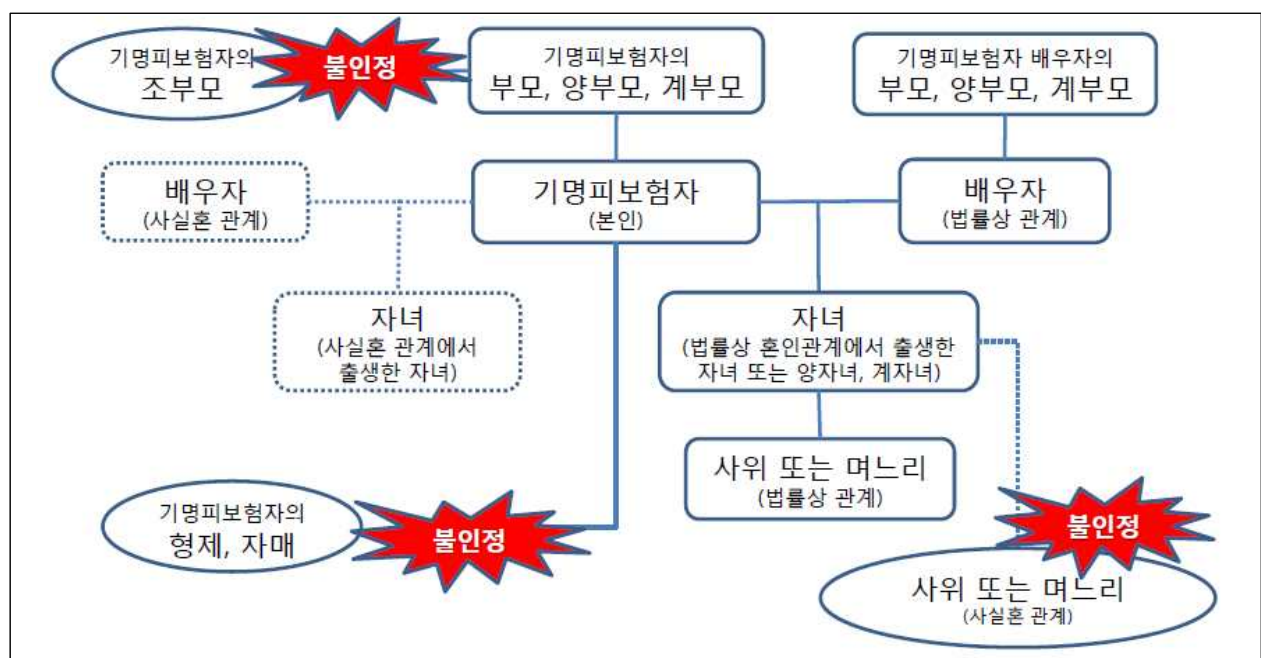 기명피보험자의
조부모
불인정
기명피보험자의
부모, 양부모, 계부모
기명피보험자 배우자의
부모, 양부모, 계부모
배우자
(사실혼 관계)
기명피보험자
(본인)
배우자
(법률상 관계)
자녀
(사실혼 관계에서
출생한 자녀)
자녀
(법률상 혼인관계에서 출생한
자녀 또는 양자녀, 계자녀)
사위 또는 며느리
(법률상 관계)
기명피보험자의
형제, 자매
불인정
불인정
사위 또는 며느리
(사실혼 관계)